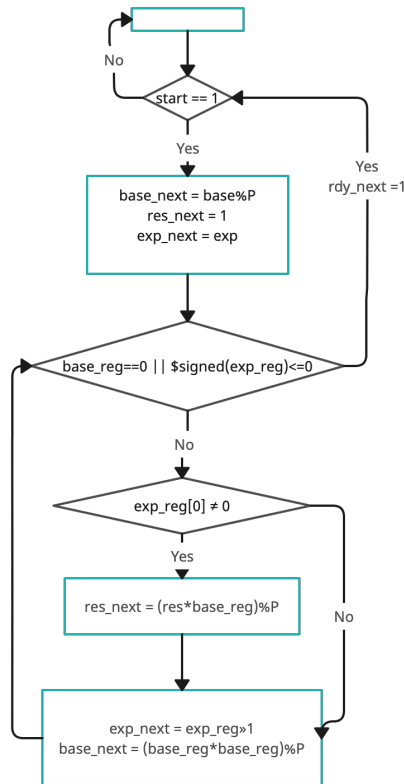 No
start == 1
Yes
Yes
rdy_next =1
base_next = base%P
res_next = 1
exp_next = exp
base_reg==0 || $signed(exp_reg)<=0
No
exp_reg[0] ≠ 0
Yes
res_next = (res*base_reg)%P
No
exp_next = exp_reg»1
base_next = (base_reg*base_reg)%P